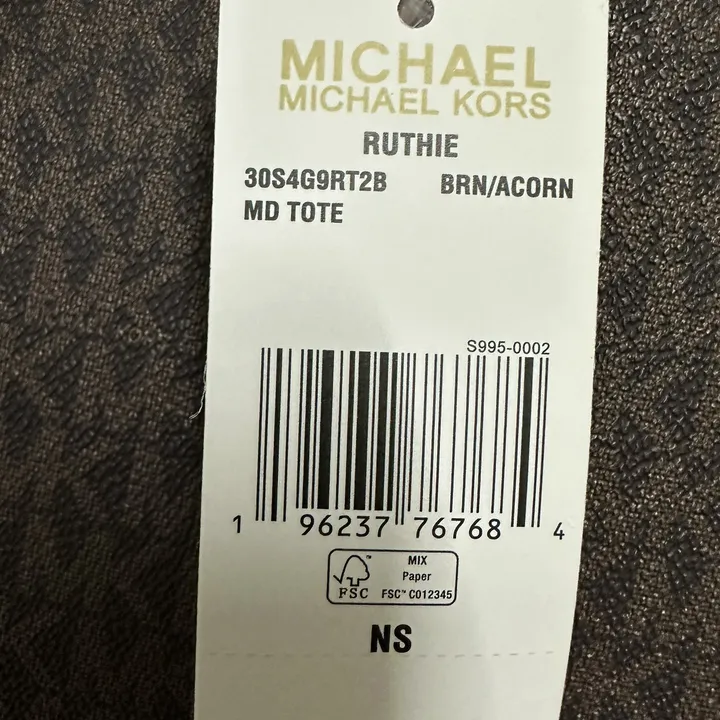 MICHAEL
MICHAEL KORS
RUTHIE
30S4G9RT2B BRN/ACORN
MD TOTE
S995-0002
1 96237 76768 4
FSC™ MIX
Paper
FSC™ C012345
NS